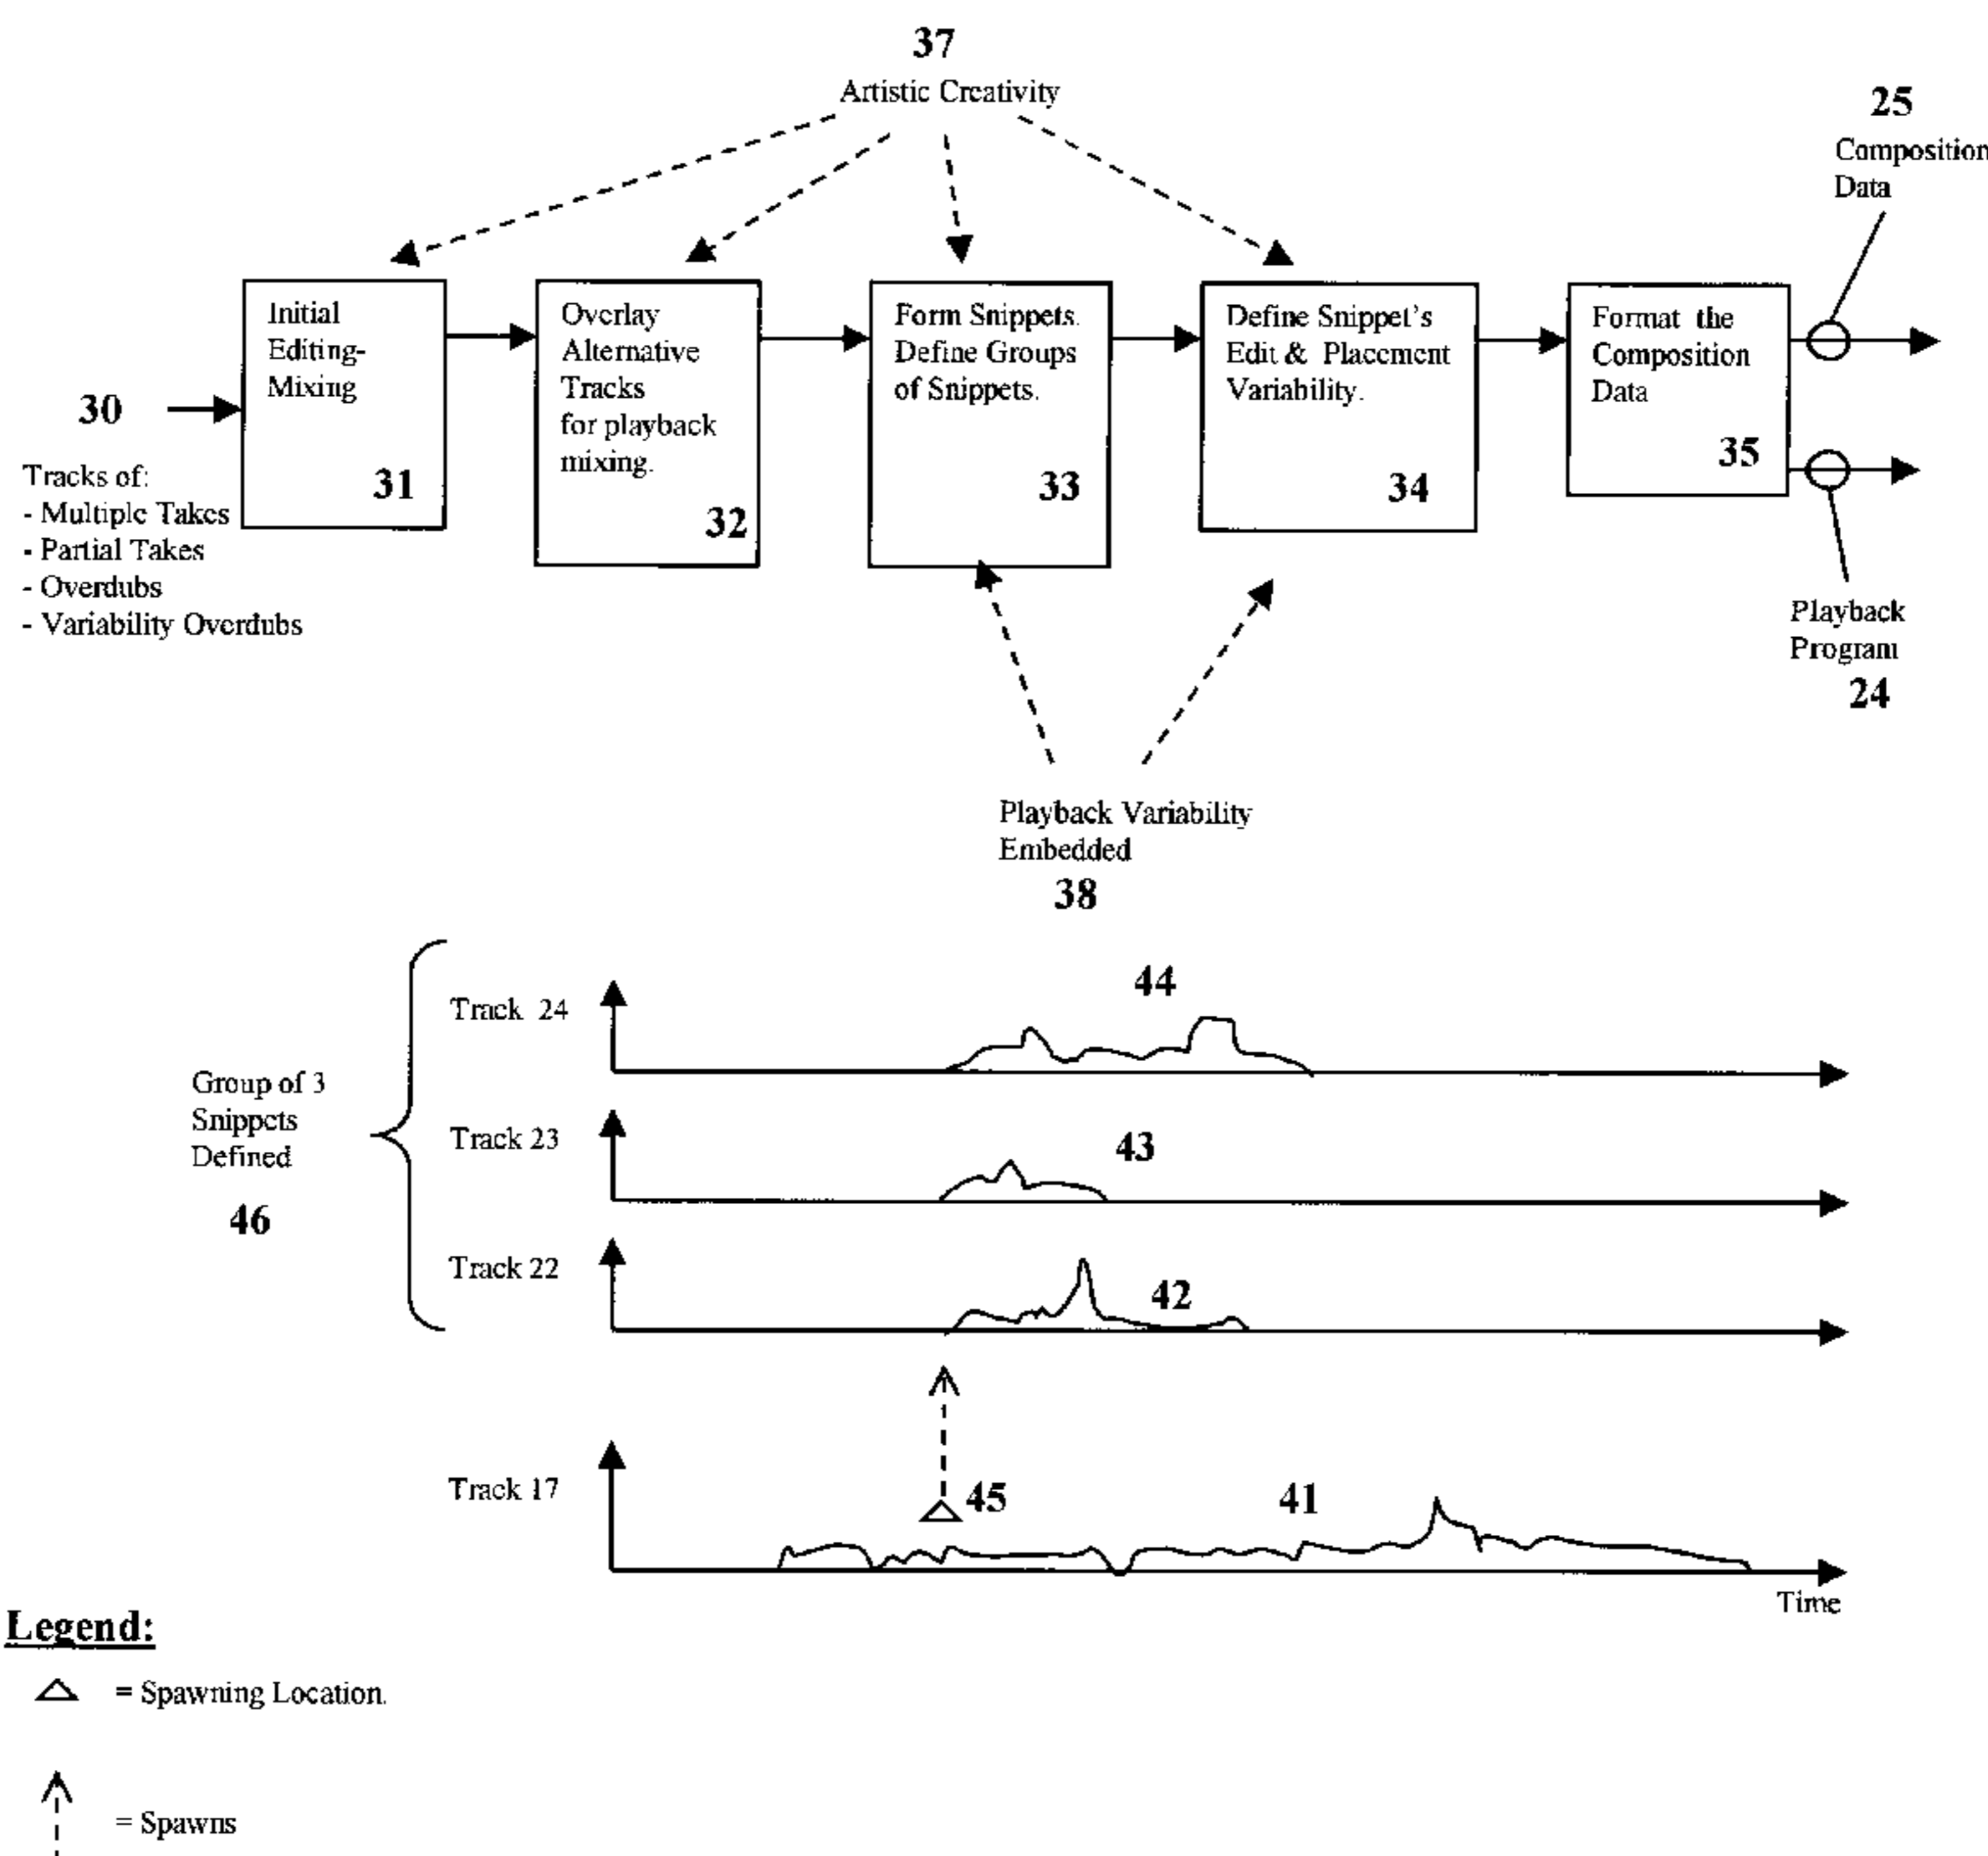 37
Artistic Creativity
25
Composition
Data
Initial
Editing-
Mixing
31
Overlay
Alternative
Tracks
for playback
mixing.
32
Form Snippets.
Define Groups
of Snippets.
33
Define Snippet's
Edit & Placement
Variability.
34
Format the
Composition
Data
35
30
Tracks of:
- Multiple Takes
- Partial Takes
- Overdubs
- Variability Overdubs
Playback
Program
24
Playback Variability
Embedded
38
Group of 3
Snippets
Defined
46
Track 24
44
Track 23
43
Track 22
42
Track 17
45
41
Time
Legend:
= Spawning Location.
= Spawns